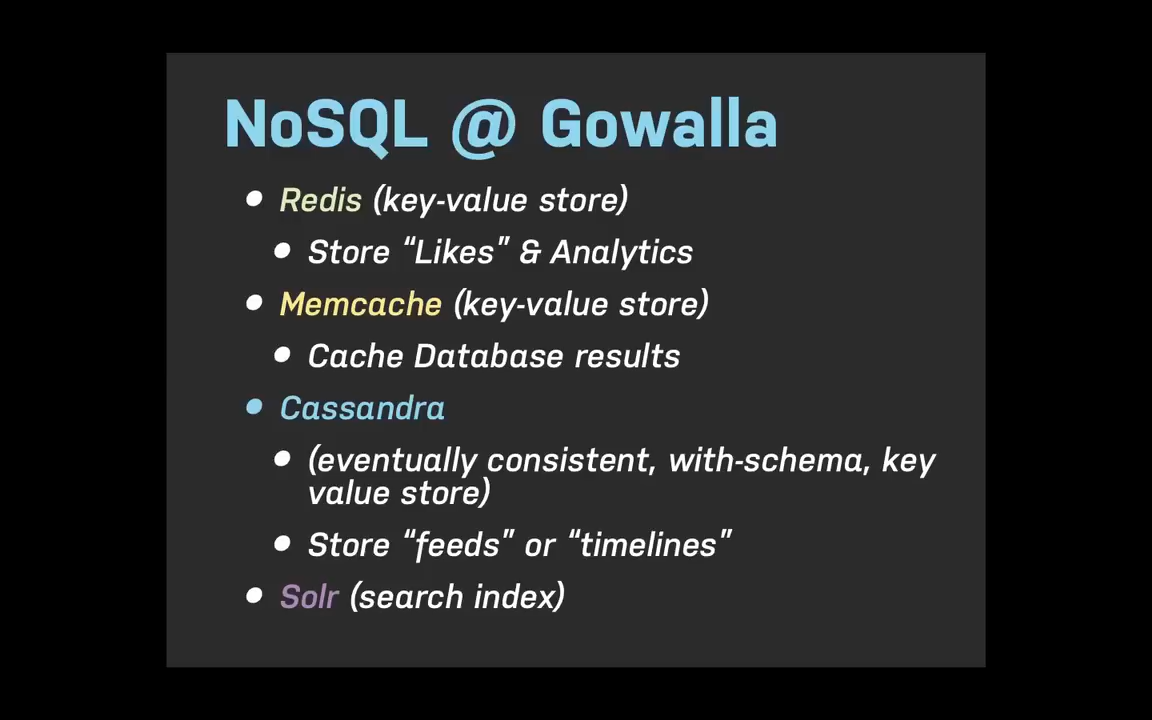 NoSQL @ Gowalla
• Redis (key-value store)
• Store “Likes” & Analytics
• Memcache (key-value store)
• Cache Database results
• Cassandra
• (eventually consistent, with-schema, key
value store)
• Store “feeds” or “timelines”
• Solr (search index)